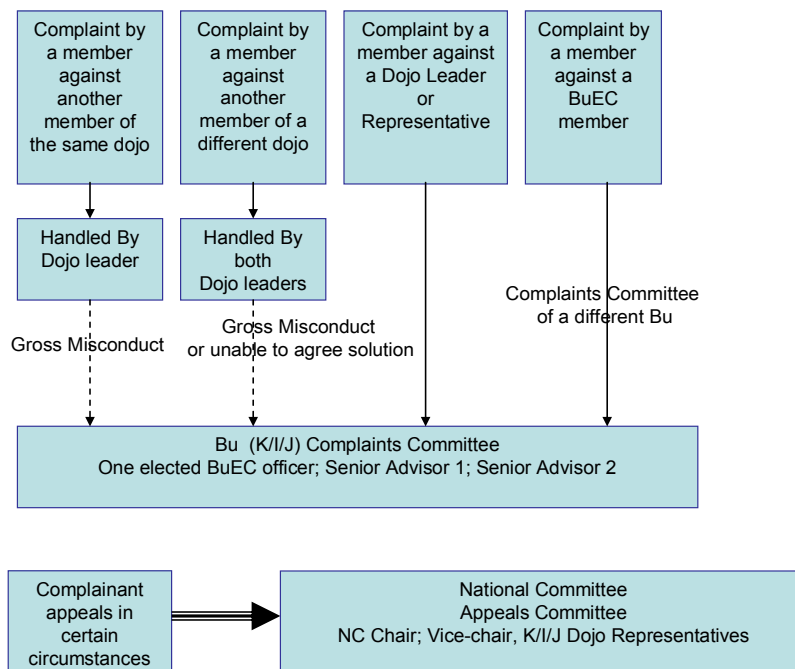 Complaint by
a member
against
another
member of
the same dojo
Complaint by
a member
against
another
member of a
different dojo
Complaint by a
member against
a Dojo Leader
or
Representative
Complaint by
a member
against a
BuEC
member
Handled By
Dojo leader
Handled By
both
Dojo leaders
Gross Misconduct
Gross Misconduct
or unable to agree solution
Complaints Committee
of a different Bu
Bu (K/I/J) Complaints Committee
One elected BuEC officer; Senior Advisor 1; Senior Advisor 2
Complainant
appeals in
certain
circumstances
National Committee
Appeals Committee
NC Chair; Vice-chair, K/I/J Dojo Representatives